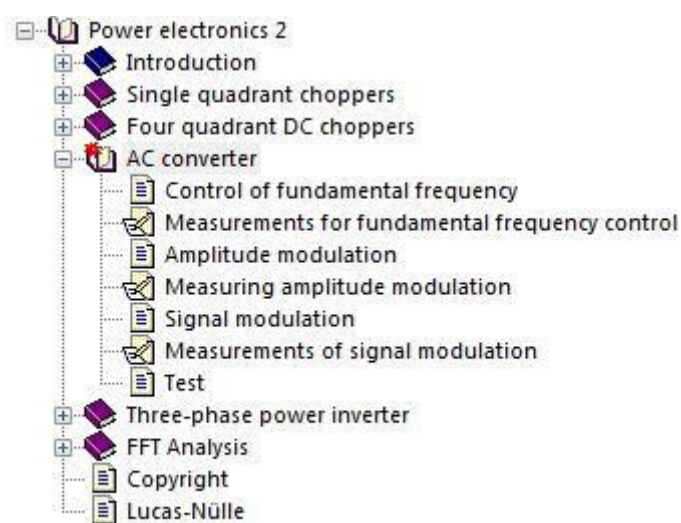 Power electronics 2
Introduction
Single quadrant choppers
Four quadrant DC choppers
AC converter
Control of fundamental frequency
Measurements for fundamental frequency control
Amplitude modulation
Measuring amplitude modulation
Signal modulation
Measurements of signal modulation
Test
Three-phase power inverter
FFT Analysis
Copyright
Lucas-Nülle